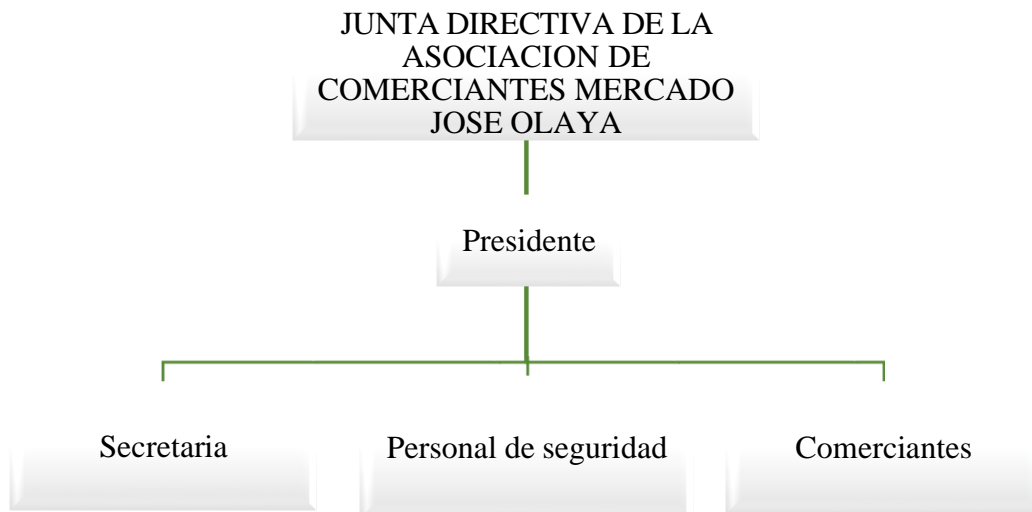 JUNTA DIRECTIVA DE LA
ASOCIACION DE
COMERCIANTES MERCADO
JOSE OLAYA
Presidente
Secretaria
Personal de seguridad
Comerciantes